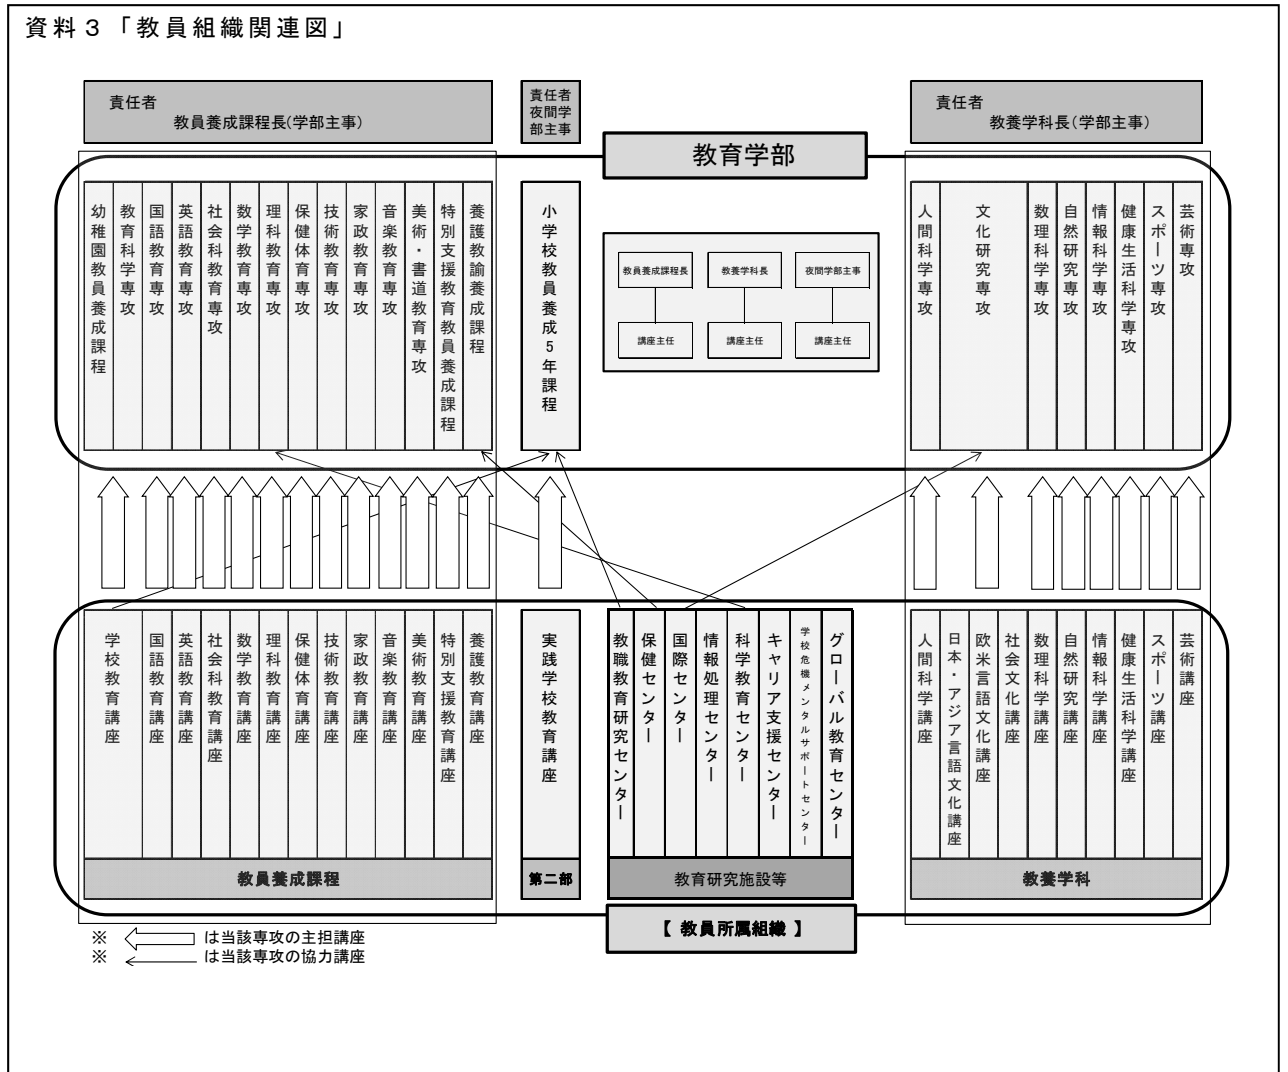 資料３「教員組織関連図」
責任者
教員養成課程長(学部主事)
責任者
夜間学
部主事
責任者
教養学科長(学部主事)
教育学部
幼稚園教員養成課程
教育科学専攻
国語教育専攻
英語教育専攻
社会科教育専攻
数学教育専攻
理科教育専攻
保健体育専攻
技術教育専攻
家政教育専攻
音楽教育専攻
美術・書道教育専攻
特別支援教育教員養成課程
養護教諭養成課程
小学校教員養成５年課程
教員養成課程長
教養学科長
夜間学部主事
講座主任
講座主任
講座主任
人間科学専攻
文化研究専攻
数理科学専攻
自然研究専攻
情報科学専攻
健康生活科学専攻
スポーツ専攻
芸術専攻
学校教育講座
国語教育講座
英語教育講座
社会科教育講座
数学教育講座
理科教育講座
保健体育講座
技術教育講座
家政教育講座
音楽教育講座
美術教育講座
特別支援教育講座
養護教育講座
実践学校教育講座
教職教育研究センター
保健センター
国際センター
情報処理センター
科学教育センター
キャリア支援センター
学校危機メンタルサポートセンター
グローバル教育センター
人間科学講座
日本・アジア言語文化講座
欧米言語文化講座
社会文化講座
数理科学講座
自然研究講座
情報科学講座
健康生活科学講座
スポーツ講座
芸術講座
教員養成課程
第二部
教育研究施設等
教養学科
【 教員所属組織 】
※ は当該専攻の主担講座
※ は当該専攻の協力講座